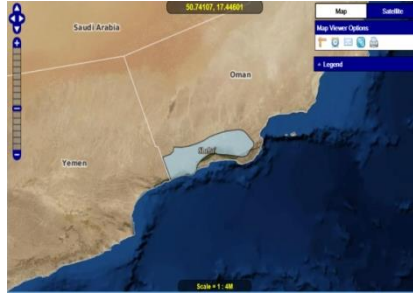 50.74107, 17.44601
Map
Satellite
Saudi Arabia
Map Viewer Options
Oman
+ Legend
Yemen
Scale = 1 : 4M